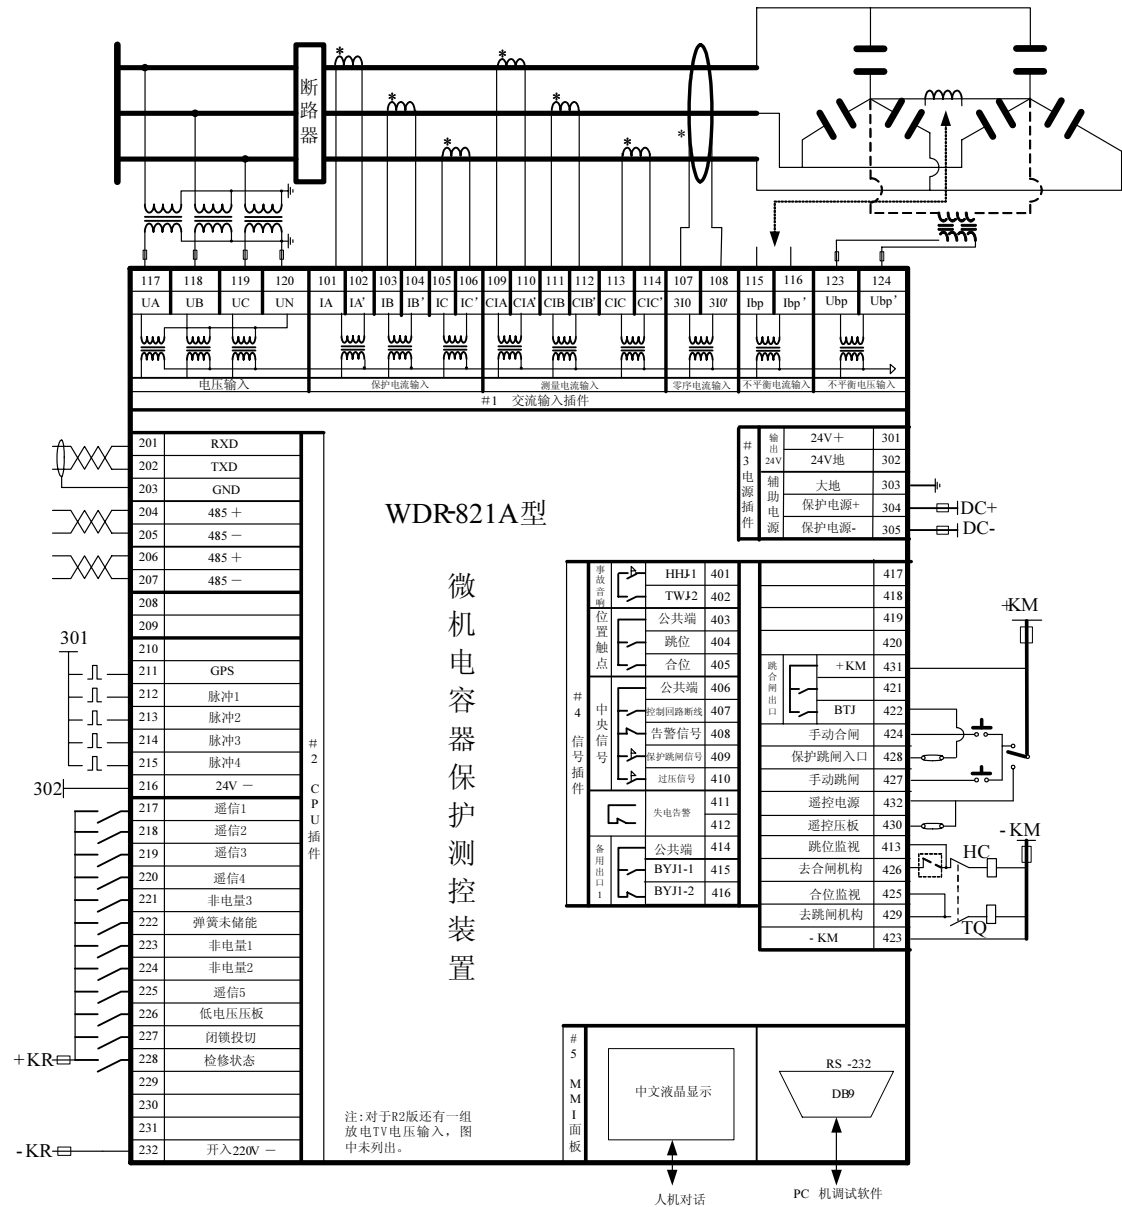 *
*
*
*
*
*
*
断路器
117 118 119 120 101 102 103 104 105 106 109 110 111 112 113 114 107 108 115 116 123 124
UA UB UC UN IA IA' IB IB' IC IC' CIA CIA' CIB CIB' CIC CIC' 3I0 3I0' Ibp Ibp' Ubp Ubp'
电压输入 保护电流输入 测量电流输入 零序电流输入 不平衡电流输入 不平衡电压输入
#1 交流输入插件
WDR-821A型
微机电容器保护测控装置
#2 CPU插件
201 RXD
202 TXD
203 GND
204 485＋
205 485－
206 485＋
207 485－
208
209
210
301
211 GPS
212 脉冲1
213 脉冲2
214 脉冲3
215 脉冲4
302
216 24V－
217 遥信1
218 遥信2
219 遥信3
220 遥信4
221 非电量3
222 弹簧未储能
223 非电量1
224 非电量2
225 遥信5
226 低电压压板
227 闭锁投切
+KR
228 检修状态
229
230
231
-KR
232 开入220V－
#3电源插件
输出24V
24V＋ 301
24V地 302
辅助电源
大地 303
保护电源+ 304 DC+
保护电源- 305 DC-
#4信号插件
事故音响
HHJ-1 401
TWJ-2 402
位置触点
公共端 403
跳位 404
合位 405
中央信号
公共端 406
控制回路断线 407
告警信号 408
保护跳闸信号 409
过压信号 410
失电告警
411
412
备用出口1
公共端 414
BYJ1-1 415
BYJ1-2 416
417
418
419
420
跳合闸出口
+KM 431
421
BTJ 422
手动合闸 424
保护跳闸入口 428
手动跳闸 427
遥控电源 432
遥控压板 430
跳位监视 413
去合闸机构 426
合位监视 425
去跳闸机构 429
-KM 423
+KM
-KM
HC
TQ
#5 MMI面板
中文液晶显示
RS-232
DB9
人机对话
PC 机调试软件
注:对于R2版还有一组
放电TV电压输入，图
中未列出。